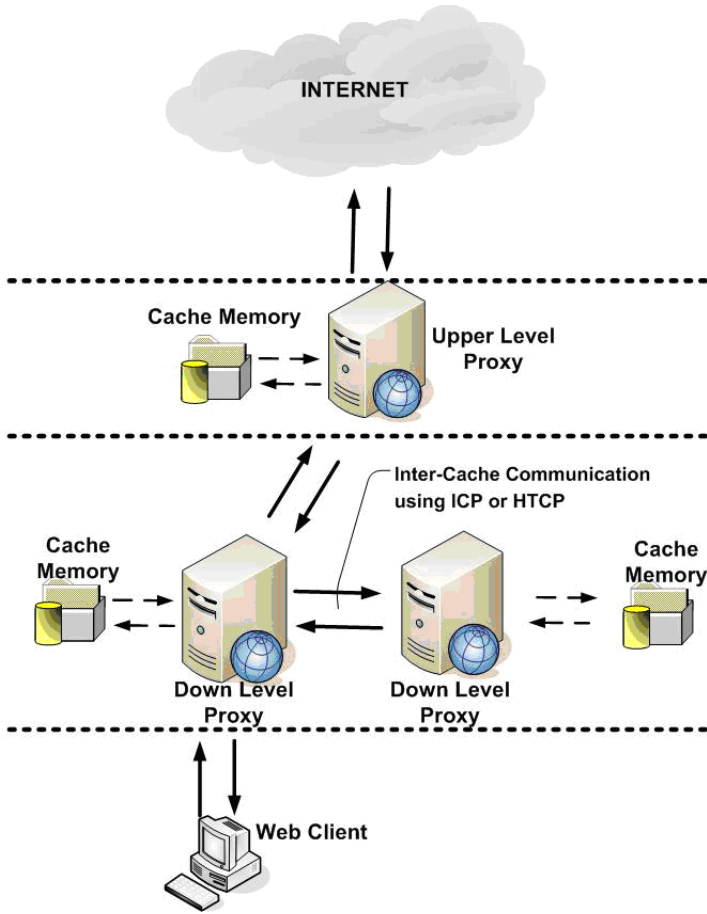 INTERNET
Cache Memory
Upper Level
Proxy
Inter-Cache Communication
using ICP or HTCP
Cache
Memory
Cache
Memory
Down Level
Proxy
Down Level
Proxy
Web Client